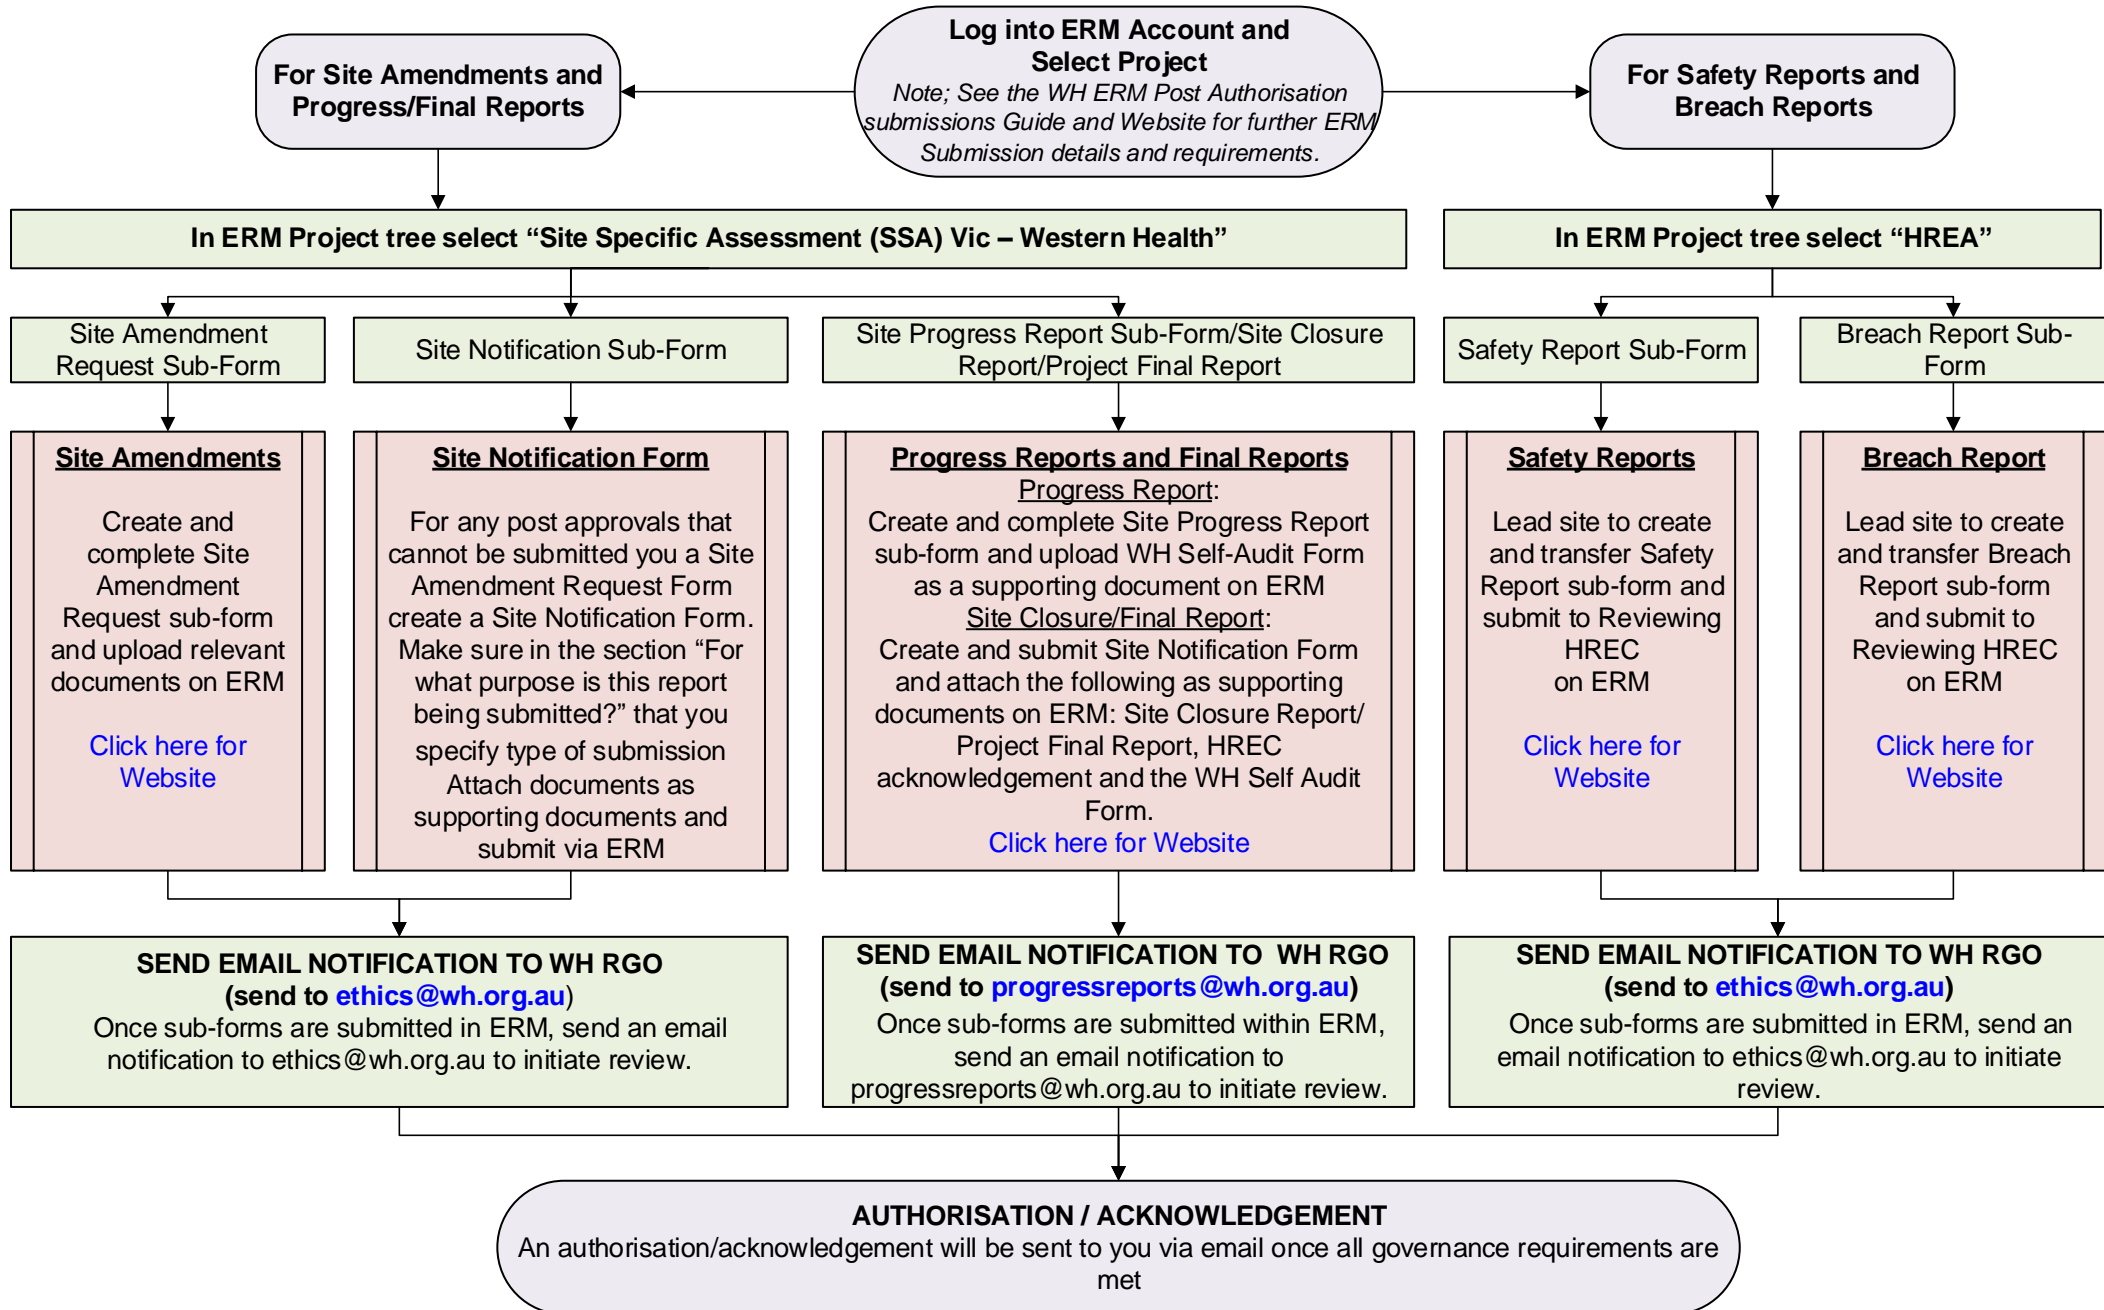 Log into ERM Account and
Select Project
Note; See the WH ERM Post Authorisation
submissions Guide and Website for further ERM
Submission details and requirements.
For Site Amendments and
Progress/Final Reports
For Safety Reports and
Breach Reports
In ERM Project tree select “Site Specific Assessment (SSA) Vic – Western Health”
In ERM Project tree select “HREA”
Site Amendment
Request Sub-Form
Site Notification Sub-Form
Site Progress Report Sub-Form/Site Closure
Report/Project Final Report
Safety Report Sub-Form
Breach Report Sub-
Form
Site Amendments
Create and
complete Site
Amendment
Request sub-form
and upload relevant
documents on ERM
Click here for
Website
Site Notification Form
For any post approvals that
cannot be submitted you a Site
Amendment Request Form
create a Site Notification Form.
Make sure in the section “For
what purpose is this report
being submitted?” that you
specify type of submission
Attach documents as
supporting documents and
submit via ERM
Progress Reports and Final Reports
Progress Report:
Create and complete Site Progress Report
sub-form and upload WH Self-Audit Form
as a supporting document on ERM
Site Closure/Final Report:
Create and submit Site Notification Form
and attach the following as supporting
documents on ERM: Site Closure Report/
Project Final Report, HREC
acknowledgement and the WH Self Audit
Form.
Click here for Website
Safety Reports
Lead site to create
and transfer Safety
Report sub-form and
submit to Reviewing
HREC
on ERM
Click here for
Website
Breach Report
Lead site to create
and transfer Breach
Report sub-form
and submit to
Reviewing HREC
on ERM
Click here for
Website
SEND EMAIL NOTIFICATION TO WH RGO
(send to ethics@wh.org.au)
Once sub-forms are submitted in ERM, send an email
notification to ethics@wh.org.au to initiate review.
SEND EMAIL NOTIFICATION TO WH RGO
(send to progressreports@wh.org.au)
Once sub-forms are submitted within ERM,
send an email notification to
progressreports@wh.org.au to initiate review.
SEND EMAIL NOTIFICATION TO WH RGO
(send to ethics@wh.org.au)
Once sub-forms are submitted in ERM, send an
email notification to ethics@wh.org.au to initiate
review.
AUTHORISATION / ACKNOWLEDGEMENT
An authorisation/acknowledgement will be sent to you via email once all governance requirements are
met